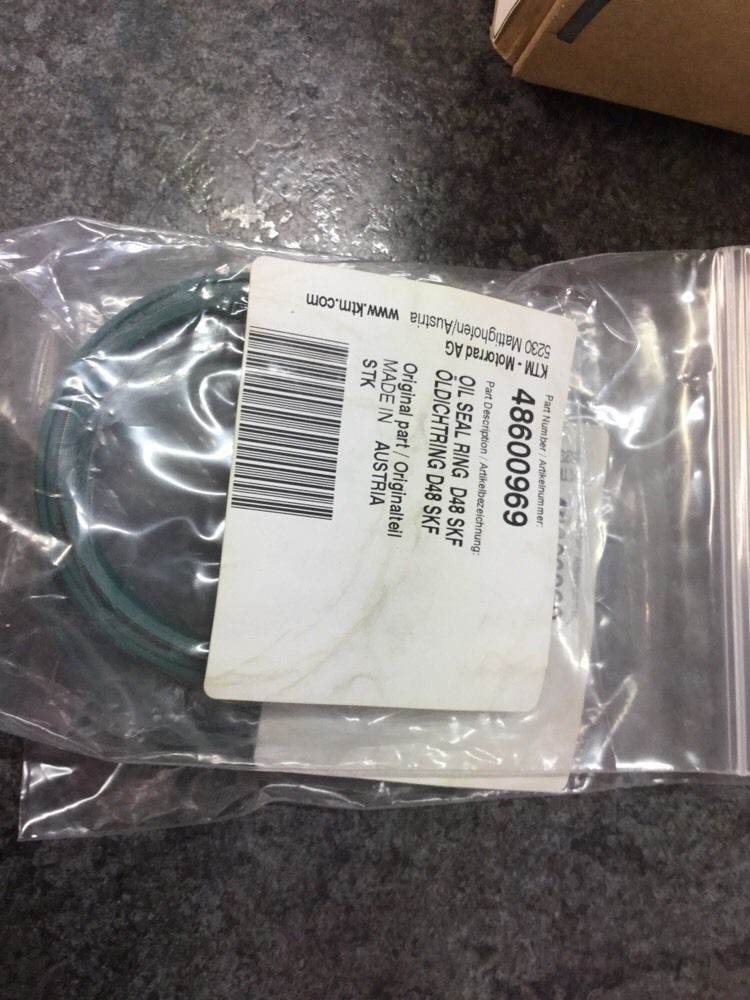 Part Number / Artikelnummer:
48600969
Part Description / Artikelbezeichnung:
OIL SEAL RING D48 SKF
ÖLDICHTRING D48 SKF
Original part / Originalteil
MADE IN AUSTRIA
STK
KTM - Motorrad AG
5230 Mattighofen/Austria
www.ktm.com